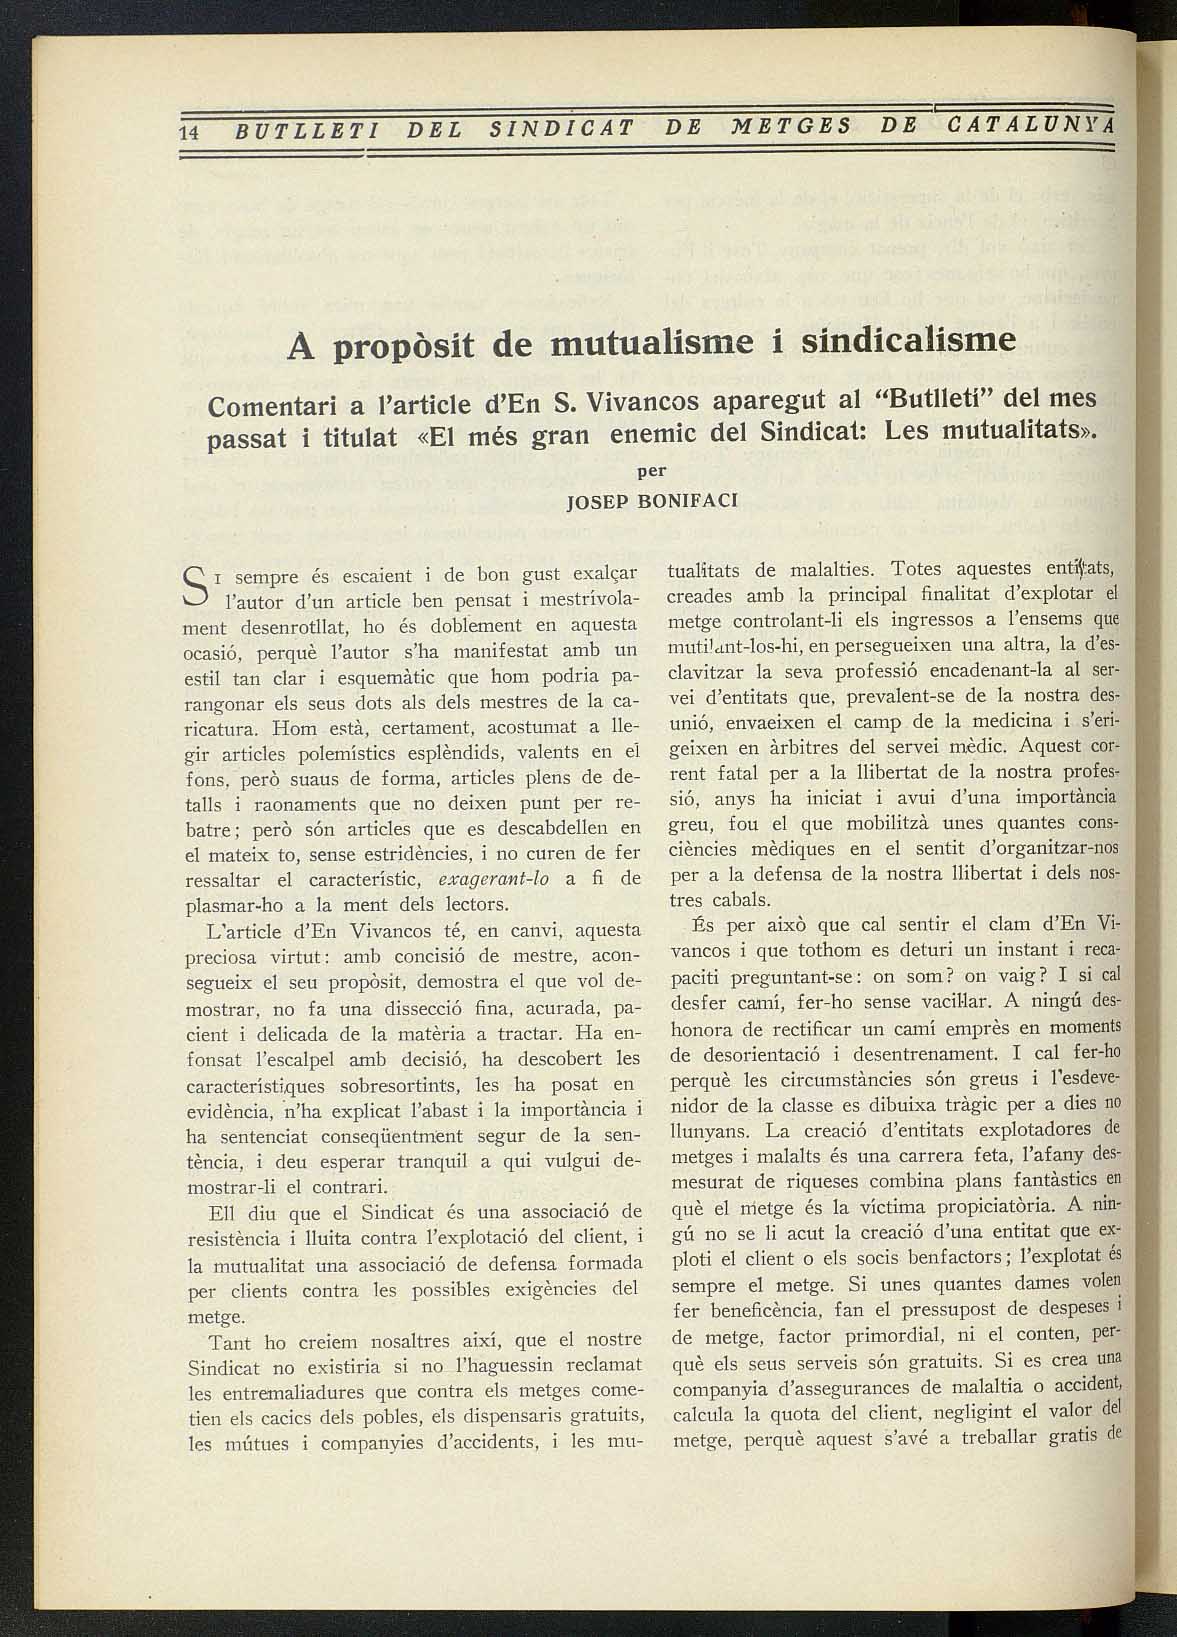 14 BUTLLETI DEL SINDICAT DE METGES DE CATALUNYA
A propòsit de mutualisme i sindicalisme
Comentari a l'article d'En S. Vivancos aparegut al “Butlletí” del mes
passat i titulat «El més gran enemic del Sindicat: Les mutualitats».
per
JOSEP BONIFACI
SI sempre és escaient i de bon gust exalçar
l'autor d'un article ben pensat i mestrívola-
ment desenrotllat, ho és doblement en aquesta
ocasió, perquè l'autor s'ha manifestat amb un
estil tan clar i esquemàtic que hom podria pa-
rangonar els seus dots als dels mestres de la ca-
ricatura. Hom està, certament, acostumat a lle-
gir articles polemístics esplèndids, valents en el
fons, però suaus de forma, articles plens de de-
talls i raonaments que no deixen punt per re-
batre; però són articles que es descabdellen en
el mateix to, sense estridències, i no curen de fer
ressaltar el característic, exagerant-lo a fi de
plasmar-ho a la ment dels lectors.
L'article d'En Vivancos té, en canvi, aquesta
preciosa virtut: amb concisió de mestre, acon-
segueix el seu propòsit, demostra el que vol de-
mostrar, no fa una dissecció fina, acurada, pa-
cient i delicada de la matèria a tractar. Ha en-
fonsat l'escalpel amb decisió, ha descobert les
característiques sobresortints, les ha posat en
evidència, n'ha explicat l'abast i la importància i
ha sentenciat conseqüentment segur de la sen-
tència, i deu esperar tranquil a qui vulgui de-
mostrar-li el contrari.
Ell diu que el Sindicat és una associació de
resistència i lluita contra l'explotació del client, i
la mutualitat una associació de defensa formada
per clients contra les possibles exigències del
metge.
Tant ho creiem nosaltres així, que el nostre
Sindicat no existiria si no l'haguessin reclamat
les entremaliadures que contra els metges come-
tien els cacics dels pobles, els dispensaris gratuits,
les mútues i companyies d'accidents, i les mu-
tualitats de malalties. Totes aquestes entitats,
creades amb la principal finalitat d'explotar el
metge controlant-li els ingressos a l'ensems que
mutilant-los-hi, en persegueixen una altra, la d'es-
clavitzar la seva professió encadenant-la al ser-
vei d'entitats que, prevalent-se de la nostra des-
unió, envaeixen el camp de la medicina i s'eri-
geixen en àrbitres del servei mèdic. Aquest cor-
rent fatal per a la llibertat de la nostra profes-
sió, anys ha iniciat i avui d'una importància
greu, fou el que mobilitzà unes quantes cons-
ciències mèdiques en el sentit d'organitzar-nos
per a la defensa de la nostra llibertat i dels nos-
tres cabals.
És per això que cal sentir el clam d'En Vi-
vancos i que tothom es deturi un instant i reca-
paciti preguntant-se: on som? on vaig? I si cal
desfer camí, fer-ho sense vacil·lar. A ningú des-
honora de rectificar un camí emprès en moments
de desorientació i desentrenament. I cal fer-ho
perquè les circumstàncies són greus i l'esdeve-
nidor de la classe es dibuixa tràgic per a dies no
llunyans. La creació d'entitats explotadores de
metges i malalts és una carrera feta, l'afany des-
mesurat de riqueses combina plans fantàstics en
què el metge és la víctima propiciatòria. A nin-
gú no se li acut la creació d'una entitat que ex-
ploti el client o els socis benfactors; l'explotat és
sempre el metge. Si unes quantes dames volen
fer beneficència, fan el pressupost de despeses i
de metge, factor primordial, ni el conten, per-
què els seus serveis són gratuits. Si es crea una
companyia d'assegurances de malaltia o accident,
calcula la quota del client, negligint el valor del
metge, perquè aquest s'avé a treballar gratis de